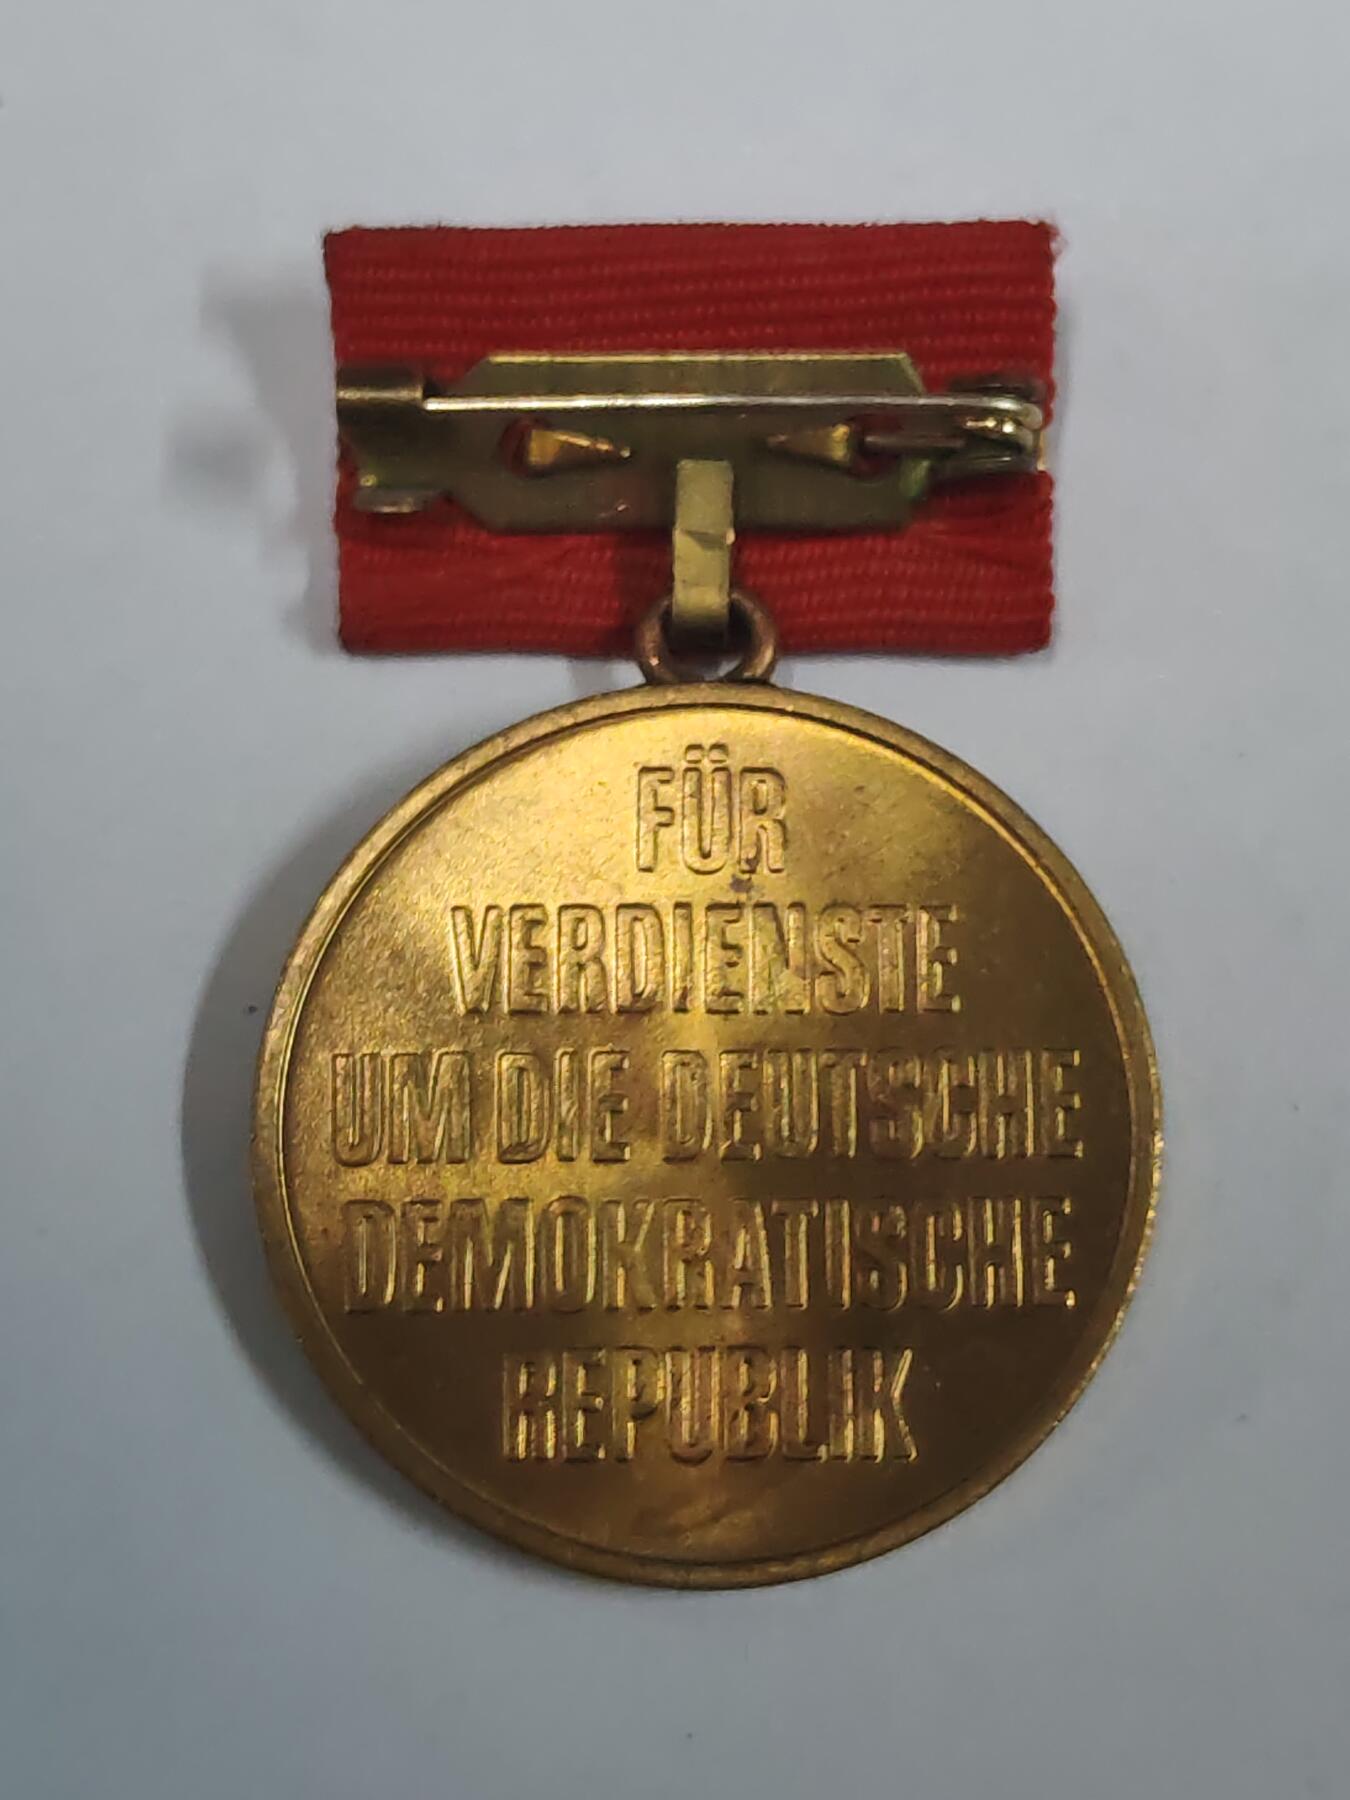 FÜR
VERDIENSTE
UM DIE DEUTSCHE
DEMOKRATISCHE
REPUBLIK